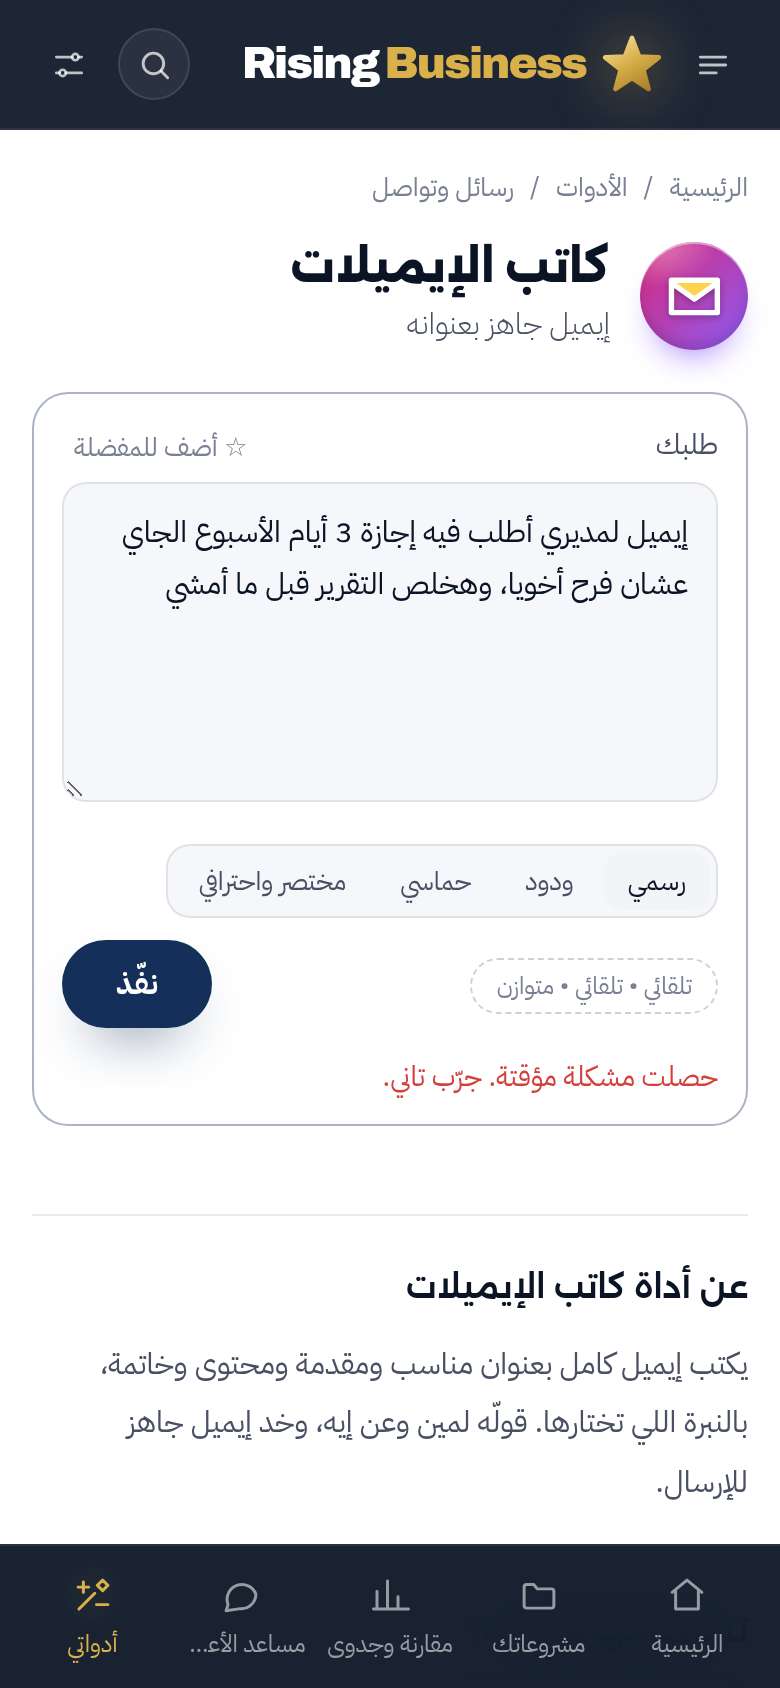 Rising Business
الرئيسية / الأدوات / رسائل وتواصل
كاتب الإيميلات
إيميل جاهز بعنوانه
طلبك
☆ أضف للمفضلة
إيميل لمديري أطلب فيه إجازة 3 أيام الأسبوع الجاي
عشان فرح أخويا، وهخلص التقرير قبل ما أمشي
رسمي ودود حماسي مختصر واحترافي
تلقائي • تلقائي • متوازن
نفّذ
حصلت مشكلة مؤقتة. جرّب تاني.
عن أداة كاتب الإيميلات
يكتب إيميل كامل بعنوان مناسب ومقدمة ومحتوى وخاتمة،
بالنبرة اللي تختارها. قولّه لمين وعن إيه، وخد إيميل جاهز
للإرسال.
الرئيسية مشروعاتك مقارنة وجدوى مساعد الأع... أدواتي